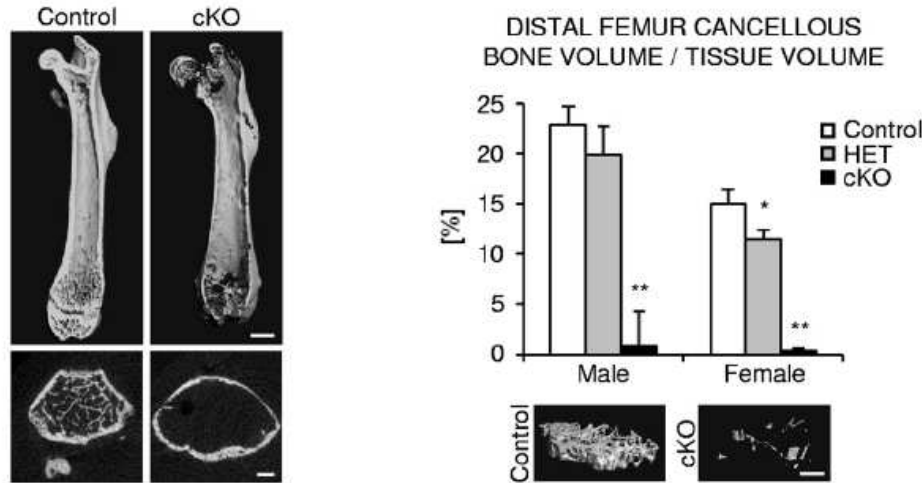 Control
cKO
DISTAL FEMUR CANCELLOUS
BONE VOLUME / TISSUE VOLUME
25
20
15
10
5
0
[%]
Control
HET
cKO
**
*
**
Male
Female
Control
cKO